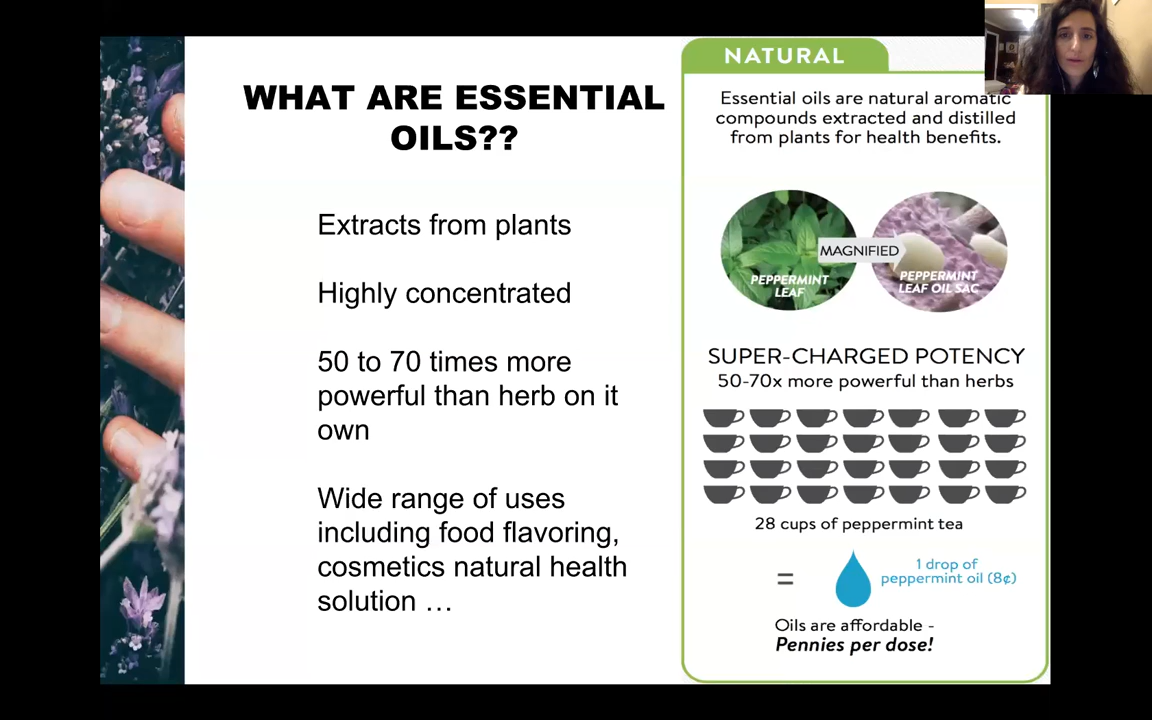 WHAT ARE ESSENTIAL
OILS??
Extracts from plants
Highly concentrated
50 to 70 times more
powerful than herb on it
own
Wide range of uses
including food flavoring,
cosmetics natural health
solution …
NATURAL
Essential oils are natural aromatic
compounds extracted and distilled
from plants for health benefits.
MAGNIFIED
PEPPERMINT
LEAF
PEPPERMINT
LEAF OIL SAC
SUPER-CHARGED POTENCY
50-70x more powerful than herbs
28 cups of peppermint tea
=
1 drop of
peppermint oil (8¢)
Oils are affordable -
Pennies per dose!